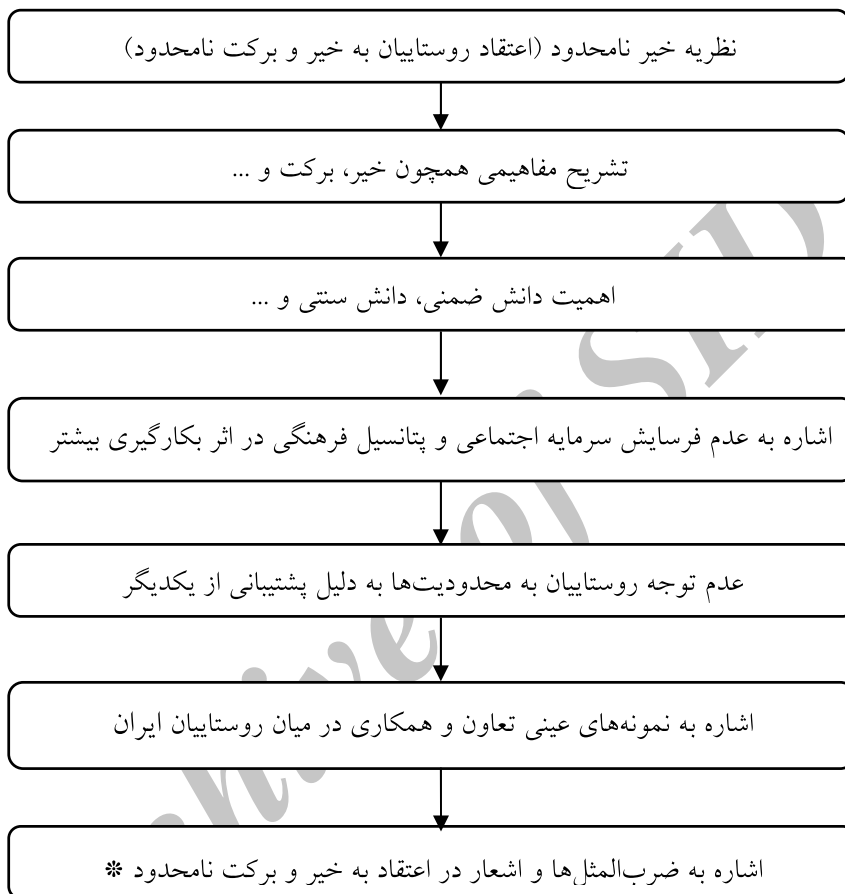 نظریه خیر نامحدود (اعتقاد روستاییان به خیر و برکت نامحدود)
تشریح مفاهیمی همچون خیر، برکت و ...
اهمیت دانش ضمنی، دانش سنتی و ...
اشاره به عدم فرسایش سرمایه اجتماعی و پتانسیل فرهنگی در اثر بکارگیری بیشتر
عدم توجه روستاییان به محدودیت‌ها به دلیل پشتیبانی از یکدیگر
اشاره به نمونه‌های عینی تعاون و همکاری در میان روستاییان ایران
اشاره به ضرب‌المثل‌ها و اشعار در اعتقاد به خیر و برکت نامحدود *
chive of SID